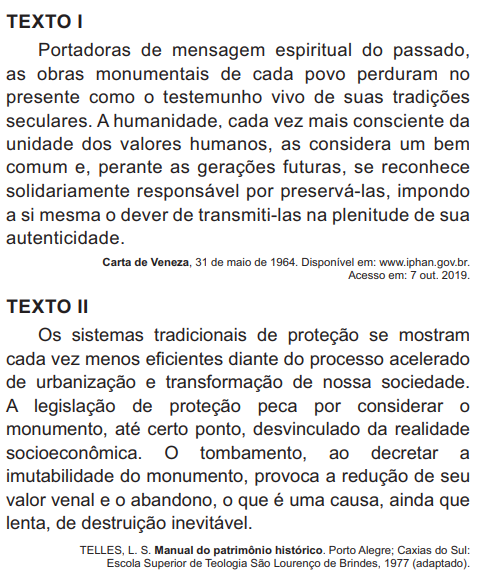 TEXTO I
Portadoras de mensagem espiritual do passado,
as obras monumentais de cada povo perduram no
presente como o testemunho vivo de suas tradições
seculares. A humanidade, cada vez mais consciente da
unidade dos valores humanos, as considera um bem
comum e, perante as gerações futuras, se reconhece
solidariamente responsável por preservá-las, impondo
a si mesma o dever de transmiti-las na plenitude de sua
autenticidade.
Carta de Veneza, 31 de maio de 1964. Disponível em: www.iphan.gov.br.
Acesso em: 7 out. 2019.
TEXTO II
Os sistemas tradicionais de proteção se mostram
cada vez menos eficientes diante do processo acelerado
de urbanização e transformação de nossa sociedade.
A legislação de proteção peca por considerar o
monumento, até certo ponto, desvinculado da realidade
socioeconômica. O tombamento, ao decretar a
imutabilidade do monumento, provoca a redução de seu
valor venal e o abandono, o que é uma causa, ainda que
lenta, de destruição inevitável.
TELLES, L. S. Manual do patrimônio histórico. Porto Alegre; Caxias do Sul:
Escola Superior de Teologia São Lourenço de Brindes, 1977 (adaptado).